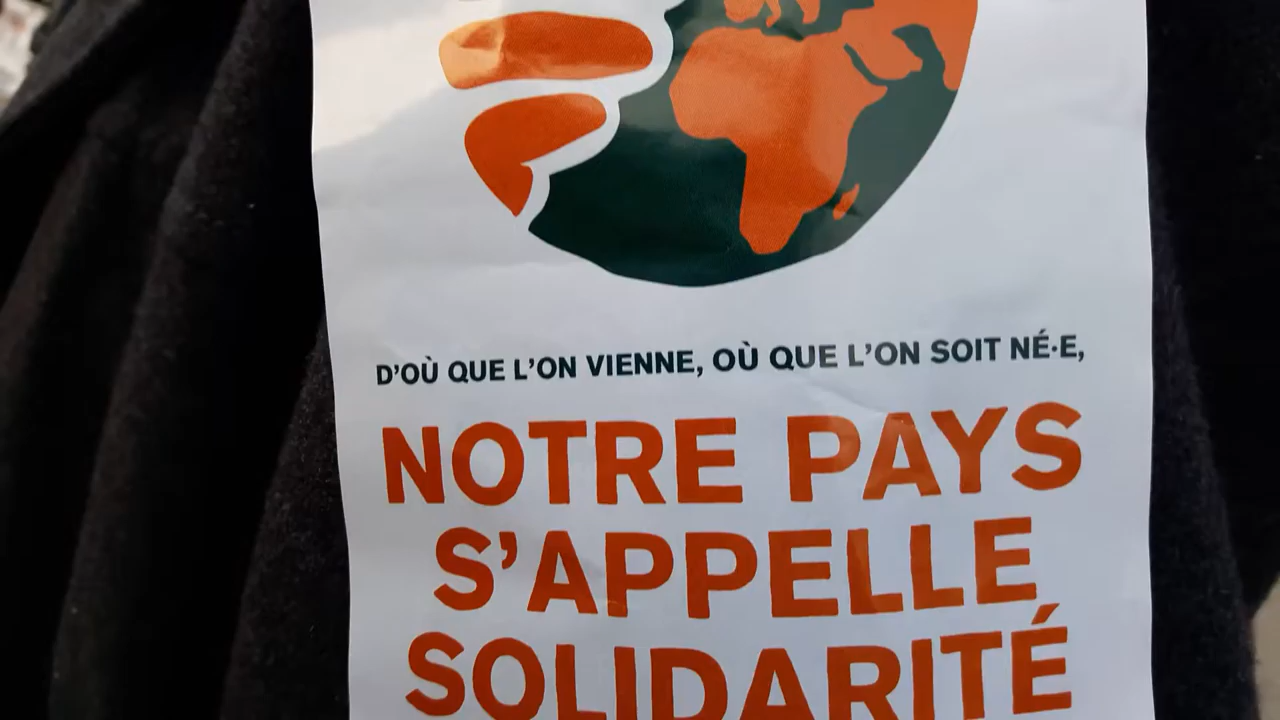 D'OÙ QUE L'ON VIENNE, OÙ QUE L'ON SOIT NÉ·E,
NOTRE PAYS
S'APPELLE
SOLIDARITÉ